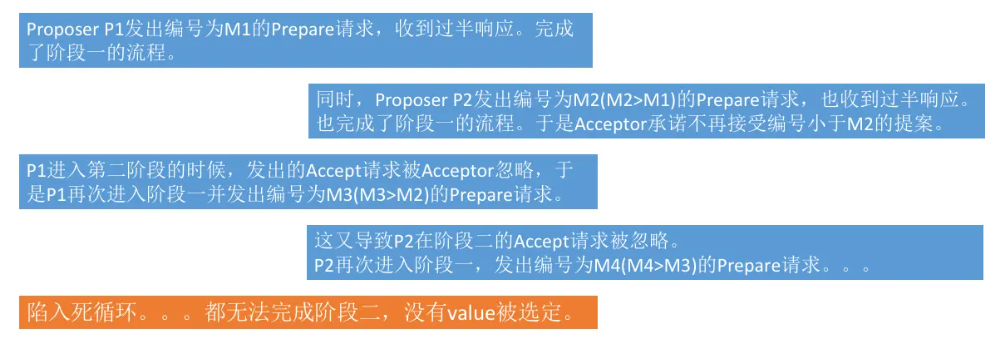 Proposer P1发出编号为M1的Prepare请求，收到过半响应。完成
了阶段一的流程。
同时，Proposer P2发出编号为M2(M2>M1)的Prepare请求，也收到过半响应。
也完成了阶段一的流程。于是Acceptor承诺不再接受编号小于M2的提案。
P1进入第二阶段的时候，发出的Accept请求被Acceptor忽略，于
是P1再次进入阶段一并发出编号为M3(M3>M2)的Prepare请求。
这又导致P2在阶段二的Accept请求被忽略。
P2再次进入阶段一，发出编号为M4(M4>M3)的Prepare请求。。。
陷入死循环。。。都无法完成阶段二，没有value被选定。